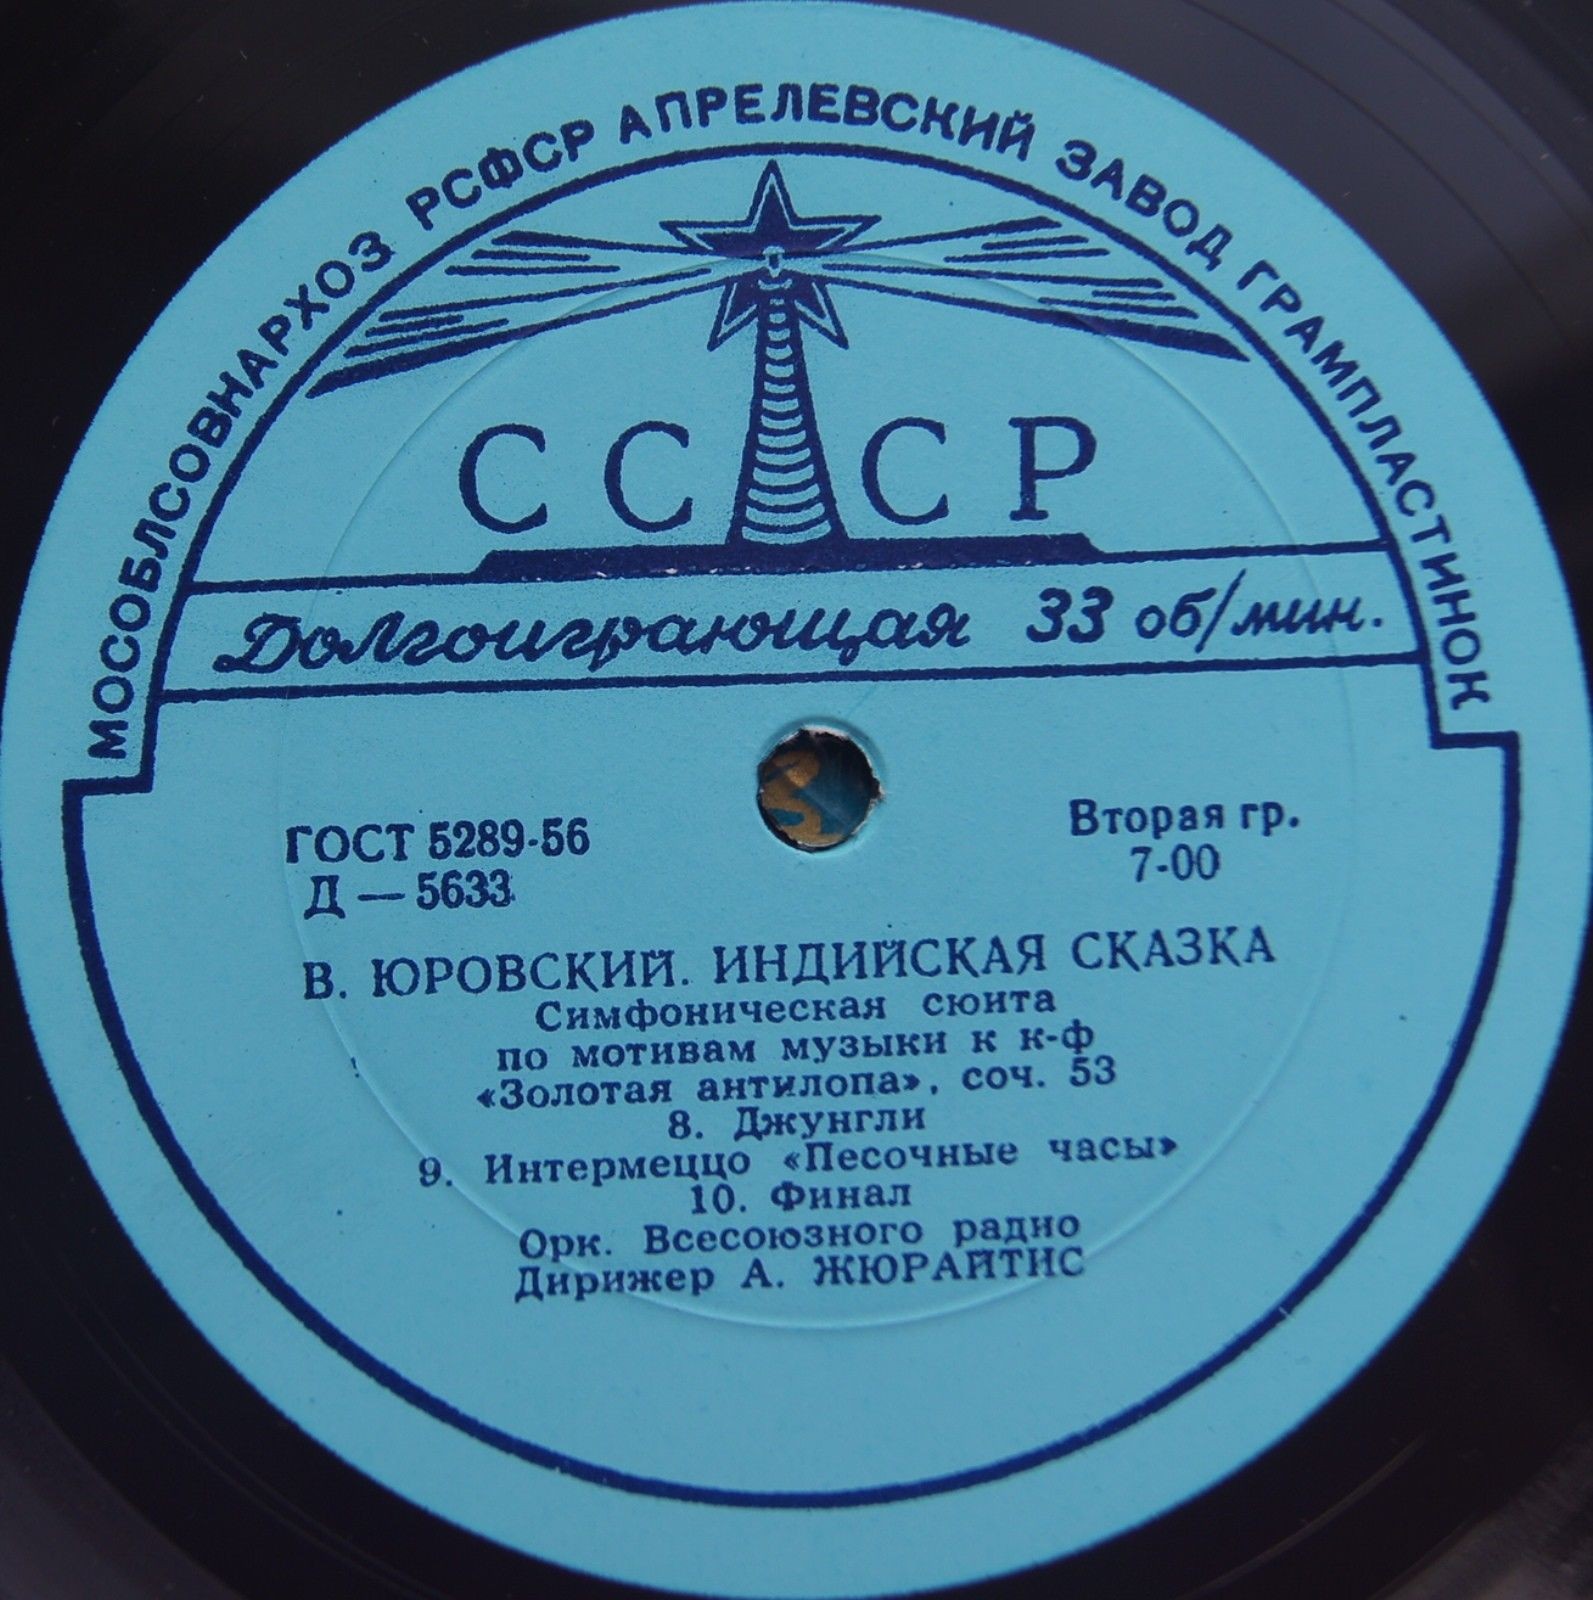 МОСОБЛСОВНАРХОЗ РСФСР АПРЕЛЕВСКИЙ ЗАВОД ГРАМПЛАСТИНОК
СССР
Долгоиграющая 33 об/мин.
ГОСТ 5289-56
Д — 5633
Вторая гр.
7-00
В. ЮРОВСКИЙ. ИНДИЙСКАЯ СКАЗКА
Симфоническая сюита
по мотивам музыки к к-ф
«Золотая антилопа», соч. 53
8. Джунгли
9. Интермеццо «Песочные часы»
10. Финал
Орк. Всесоюзного радио
Дирижер А. ЖЮРАЙТИС